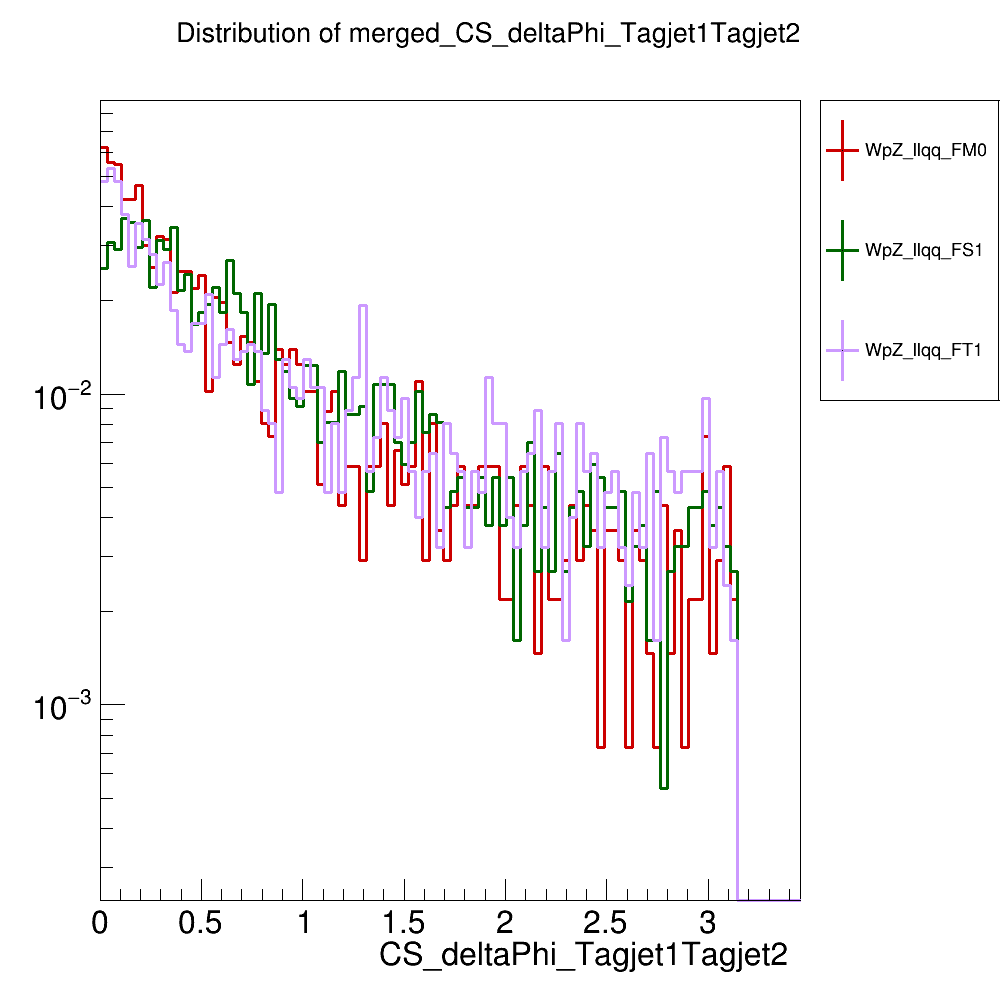 Distribution of merged_CS_deltaPhi_Tagjet1Tagjet2
WpZ_llqq_FM0
WpZ_llqq_FS1
WpZ_llqq_FT1
10⁻²
10⁻³
0 0.5 1 1.5 2 2.5 3
CS_deltaPhi_Tagjet1Tagjet2